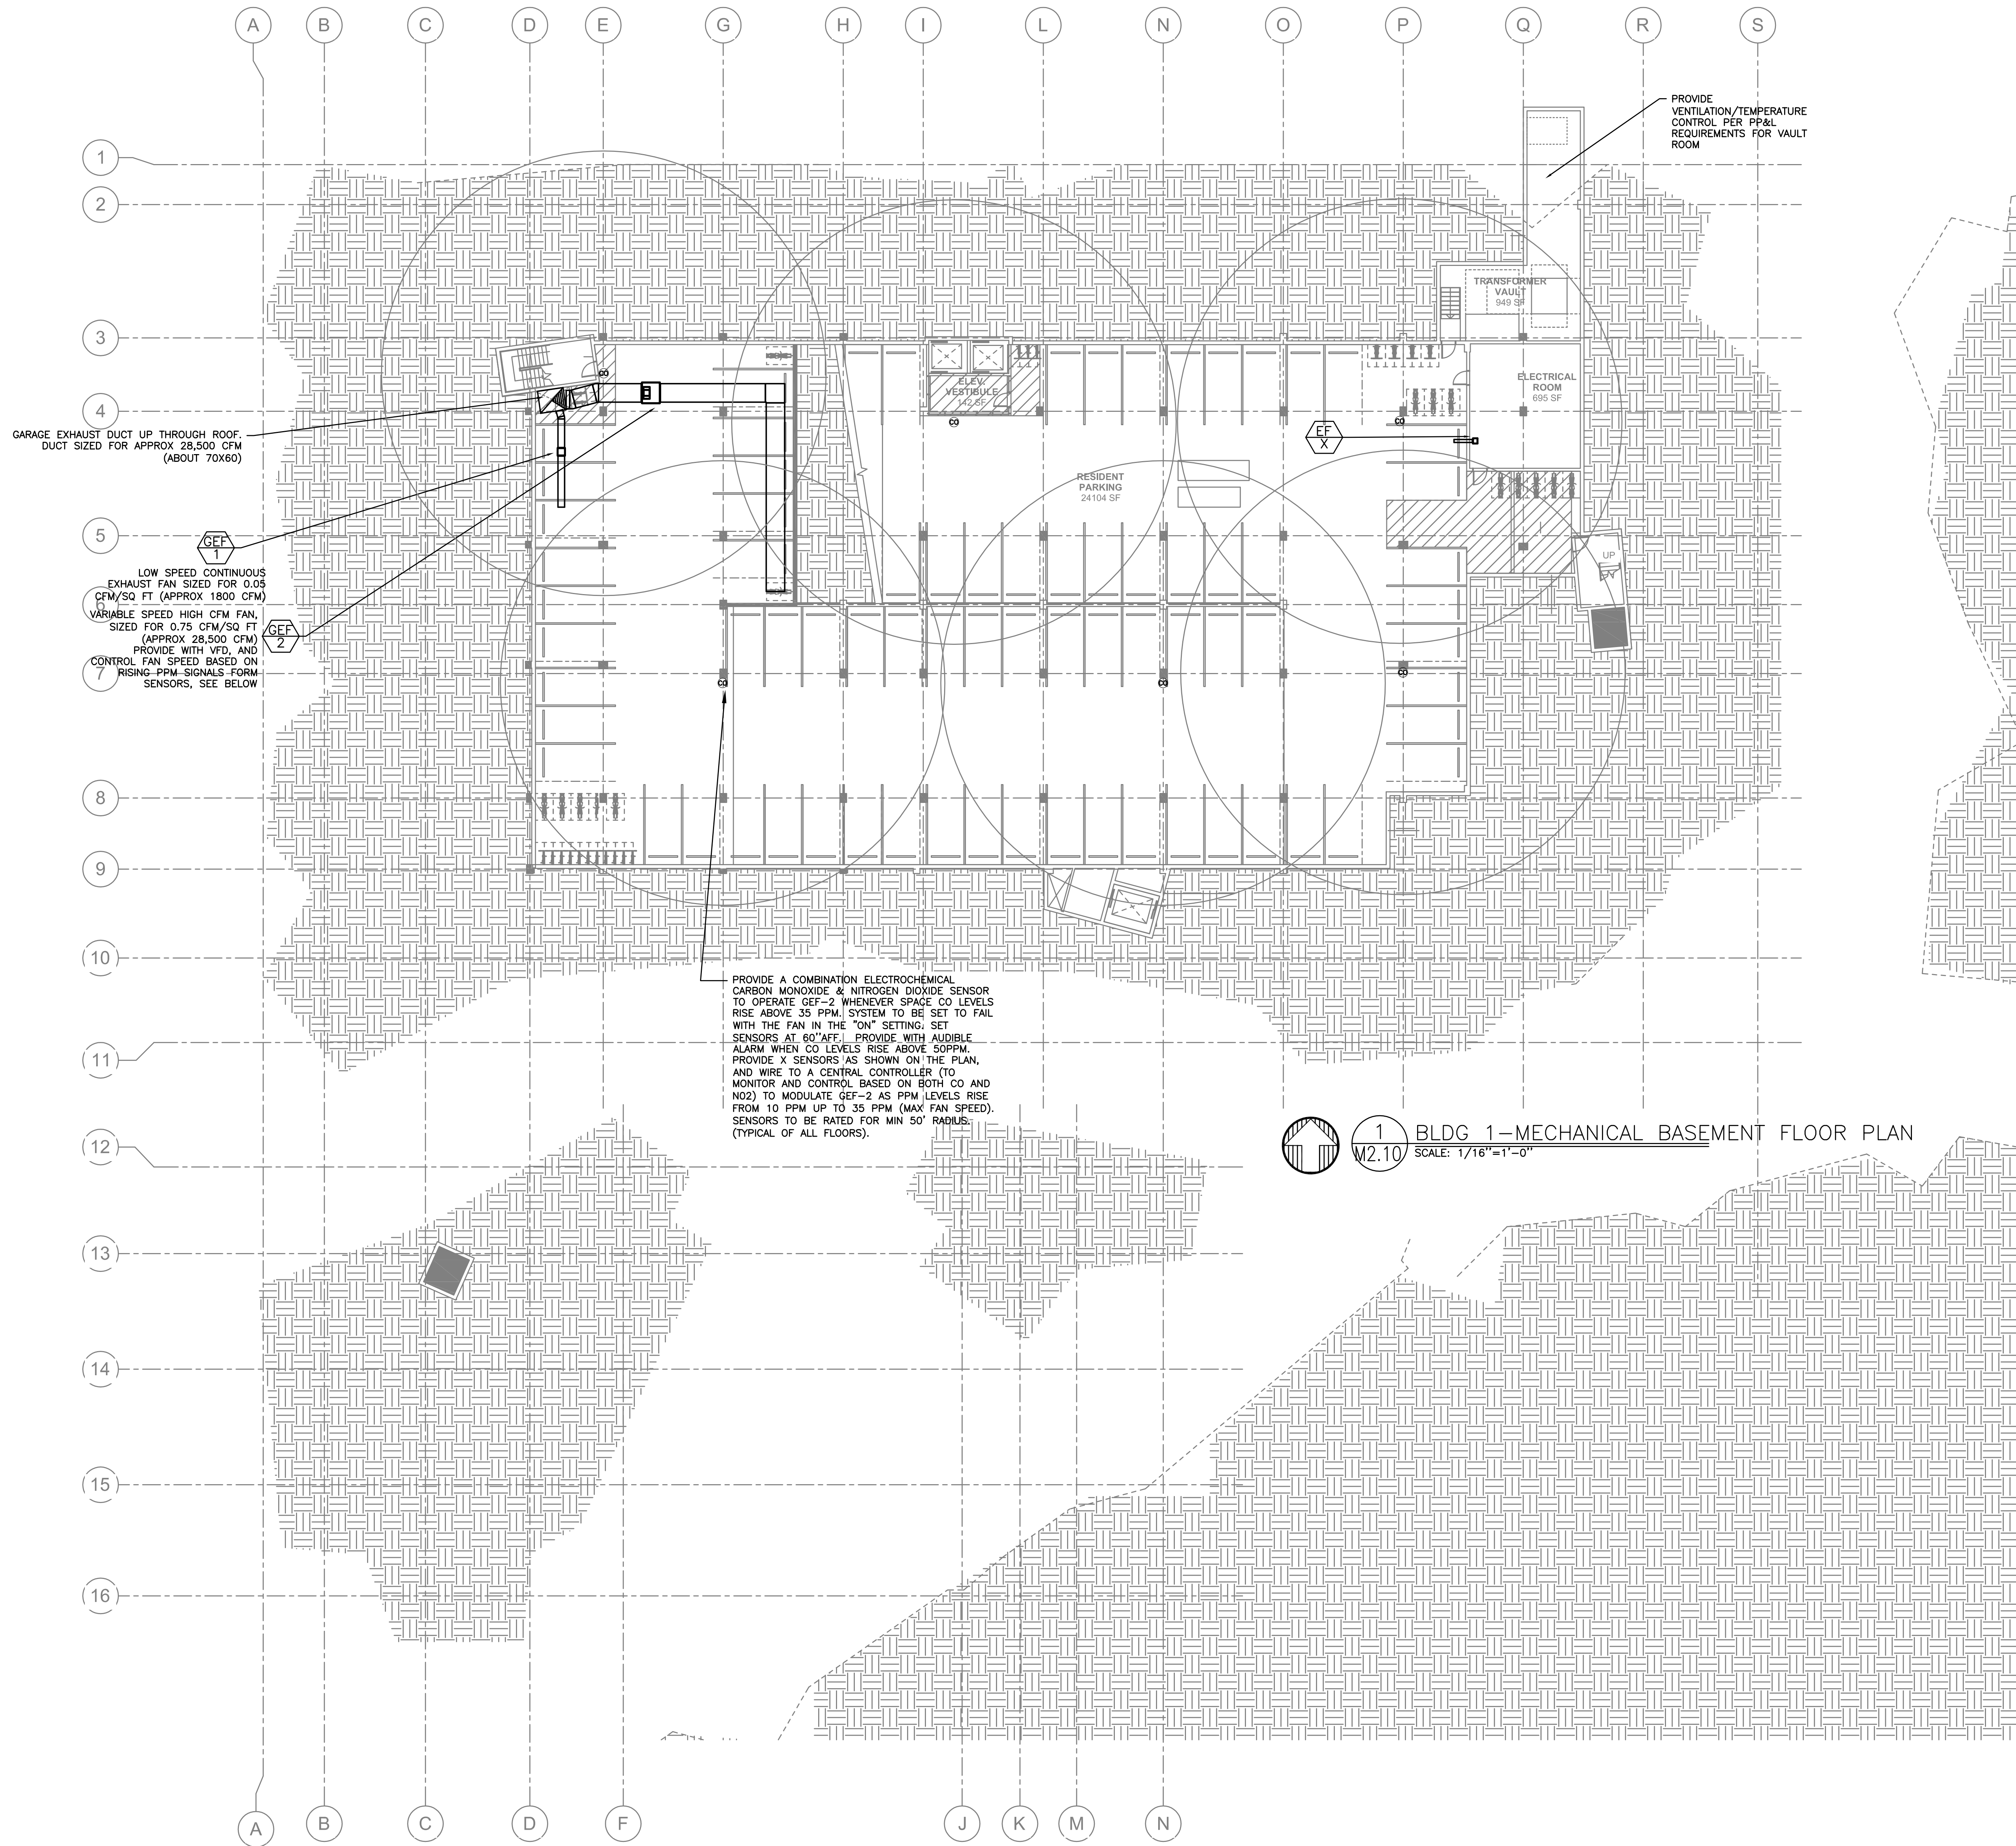 A B C D E G H I L N O P Q R S
PROVIDE
VENTILATION/TEMPERATURE
CONTROL PER PP&L
REQUIREMENTS FOR VAULT
ROOM
1
2
3
4
5
6
7
8
9
10
11
12
13
14
15
16
TRANSFORMER
VAULT
949 SF
ELECTRICAL
ROOM
695 SF
ELEV.
VESTIBULE
142 SF
RESIDENT
PARKING
24104 SF
EF
X
UP
CO
CO
CO
CO
CO
CO
GARAGE EXHAUST DUCT UP THROUGH ROOF.
DUCT SIZED FOR APPROX 28,500 CFM
(ABOUT 70X60)
GEF
1
LOW SPEED CONTINUOUS
EXHAUST FAN SIZED FOR 0.05
CFM/SQ FT (APPROX 1800 CFM)
VARIABLE SPEED HIGH CFM FAN,
SIZED FOR 0.75 CFM/SQ FT
(APPROX 28,500 CFM)
PROVIDE WITH VFD, AND
CONTROL FAN SPEED BASED ON
RISING PPM SIGNALS FORM
SENSORS, SEE BELOW
GEF
2
PROVIDE A COMBINATION ELECTROCHEMICAL
CARBON MONOXIDE & NITROGEN DIOXIDE SENSOR
TO OPERATE GEF-2 WHENEVER SPACE CO LEVELS
RISE ABOVE 35 PPM. SYSTEM TO BE SET TO FAIL
WITH THE FAN IN THE "ON" SETTING. SET
SENSORS AT 60''AFF. PROVIDE WITH AUDIBLE
ALARM WHEN CO LEVELS RISE ABOVE 50PPM.
PROVIDE X SENSORS AS SHOWN ON THE PLAN,
AND WIRE TO A CENTRAL CONTROLLER (TO
MONITOR AND CONTROL BASED ON BOTH CO AND
NO2) TO MODULATE GEF-2 AS PPM LEVELS RISE
FROM 10 PPM UP TO 35 PPM (MAX FAN SPEED).
SENSORS TO BE RATED FOR MIN 50' RADIUS.
(TYPICAL OF ALL FLOORS).
1
M2.10
BLDG 1-MECHANICAL BASEMENT FLOOR PLAN
SCALE: 1/16''=1'-0''
A B C D F J K M N